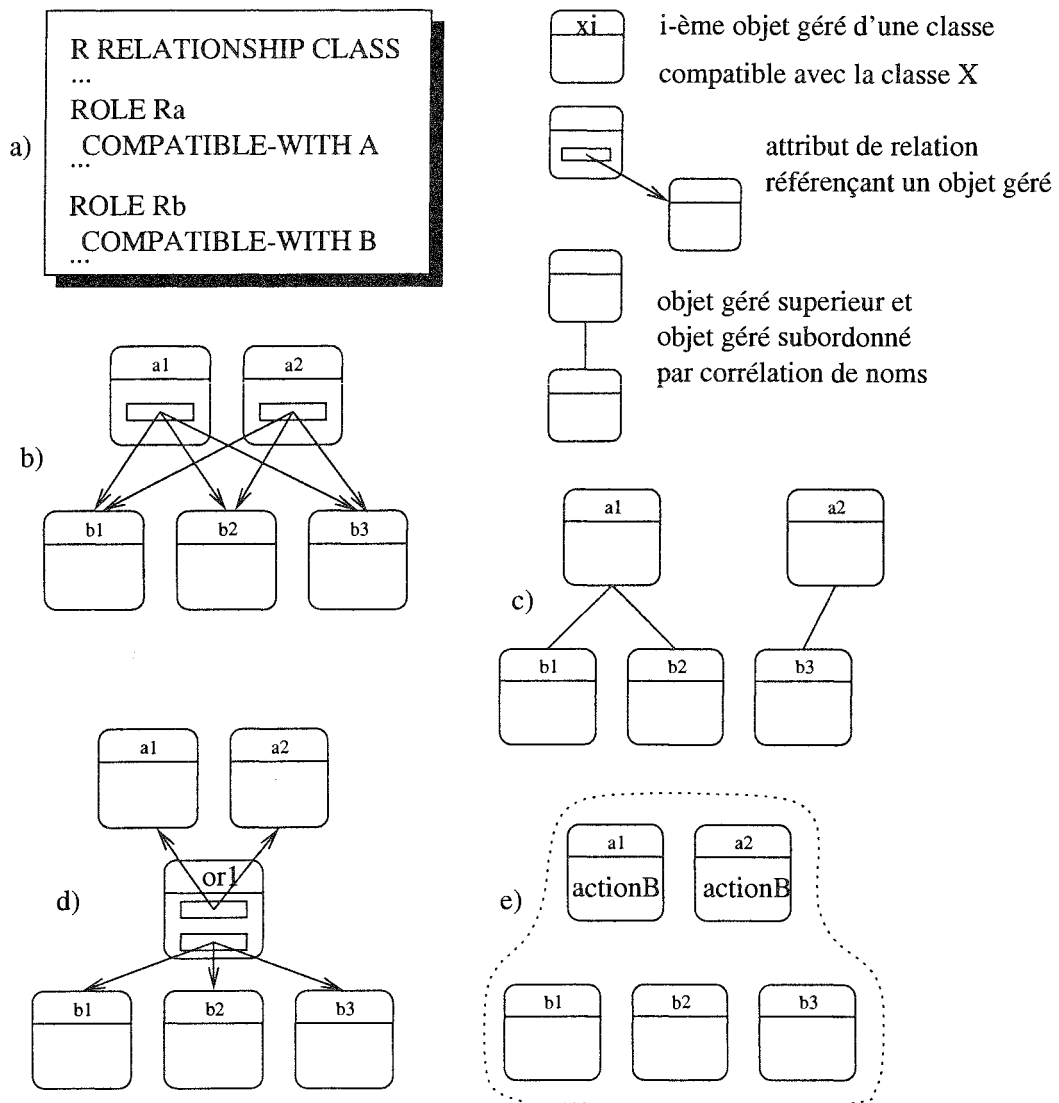 a)
R RELATIONSHIP CLASS
...
ROLE Ra
COMPATIBLE-WITH A
...
ROLE Rb
COMPATIBLE-WITH B
...
xi
i-ème objet géré d'une classe
compatible avec la classe X
attribut de relation
référençant un objet géré
objet géré superieur et
objet géré subordonné
par corrélation de noms
b)
a1 a2
b1 b2 b3
c)
a1 a2
b1 b2 b3
d)
a1 a2
or1
b1 b2 b3
e)
a1 a2
actionB actionB
b1 b2 b3